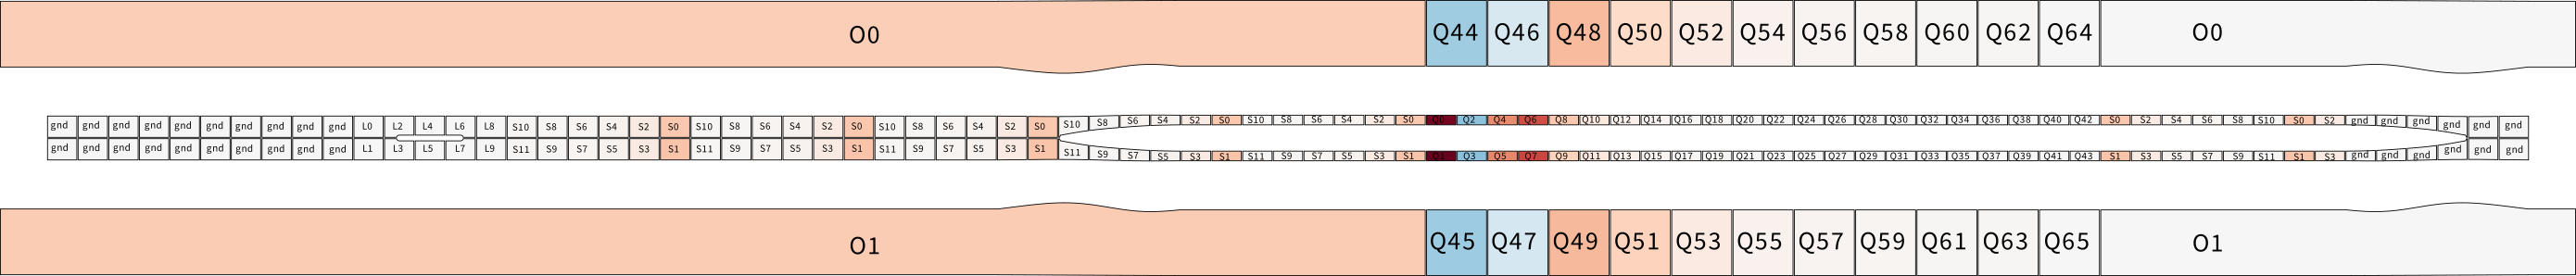 O0 Q44 Q46 Q48 Q50 Q52 Q54 Q56 Q58 Q60 Q62 Q64 O0
gnd gnd gnd gnd gnd gnd gnd gnd gnd gnd L0 L2 L4 L6 L8 S10 S8 S6 S4 S2 S0 S10 S8 S6 S4 S2 S0 S10 S8 S6 S4 S2 S0 S10 S8 S6 S4 S2 S0 S10 S8 S6 S4 S2 S0 Q0 Q2 Q4 Q6 Q8 Q10 Q12 Q14 Q16 Q18 Q20 Q22 Q24 Q26 Q28 Q30 Q32 Q34 Q36 Q38 Q40 Q42 S0 S2 S4 S6 S8 S10 S0 S2 gnd gnd gnd gnd gnd gnd
gnd gnd gnd gnd gnd gnd gnd gnd gnd gnd L1 L3 L5 L7 L9 S11 S9 S7 S5 S3 S1 S11 S9 S7 S5 S3 S1 S11 S9 S7 S5 S3 S1 S11 S9 S7 S5 S3 S1 S11 S9 S7 S5 S3 S1 Q1 Q3 Q5 Q7 Q9 Q11 Q13 Q15 Q17 Q19 Q21 Q23 Q25 Q27 Q29 Q31 Q33 Q35 Q37 Q39 Q41 Q43 S1 S3 S5 S7 S9 S11 S1 S3 gnd gnd gnd gnd gnd gnd
O1 Q45 Q47 Q49 Q51 Q53 Q55 Q57 Q59 Q61 Q63 Q65 O1